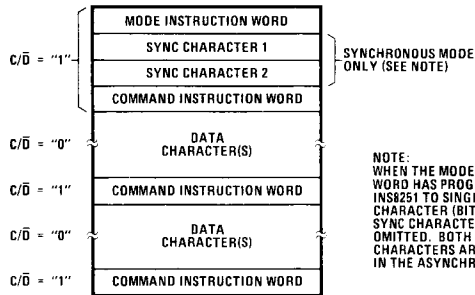 MODE INSTRUCTION WORD
C/D̅ = "1"
SYNC CHARACTER 1
SYNC CHARACTER 2
SYNCHRONOUS MODE
ONLY (SEE NOTE)
COMMAND INSTRUCTION WORD
C/D̅ = "0"
DATA
CHARACTER(S)
C/D̅ = "1"
COMMAND INSTRUCTION WORD
C/D̅ = "0"
DATA
CHARACTER(S)
C/D̅ = "1"
COMMAND INSTRUCTION WORD
NOTE:
WHEN THE MODE
WORD HAS PROG
INS8251 TO SINGL
CHARACTER (BIT
SYNC CHARACTE
OMITTED. BOTH
CHARACTERS AR
IN THE ASYNCHR